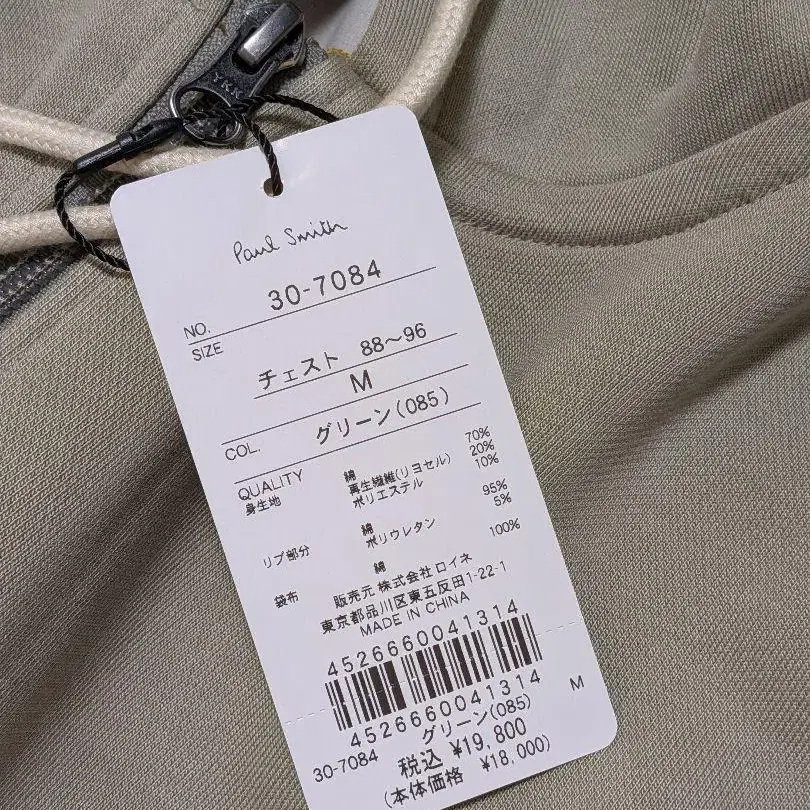 YKK
Paul Smith
NO. 30-7084
SIZE
チェスト 88～96
M
COL. グリーン(085)
QUALITY
身生地 綿 70%
再生繊維(リヨセル) 20%
ポリエステル 10%
リブ部分 綿 95%
ポリウレタン 5%
袋布 綿 100%
販売元 株式会社ロイネ
東京都品川区東五反田1-22-1
MADE IN CHINA
4526660041314
4526660041314
グリーン(085) M
30-7084
税込 ¥19,800
(本体価格 ¥18,000)